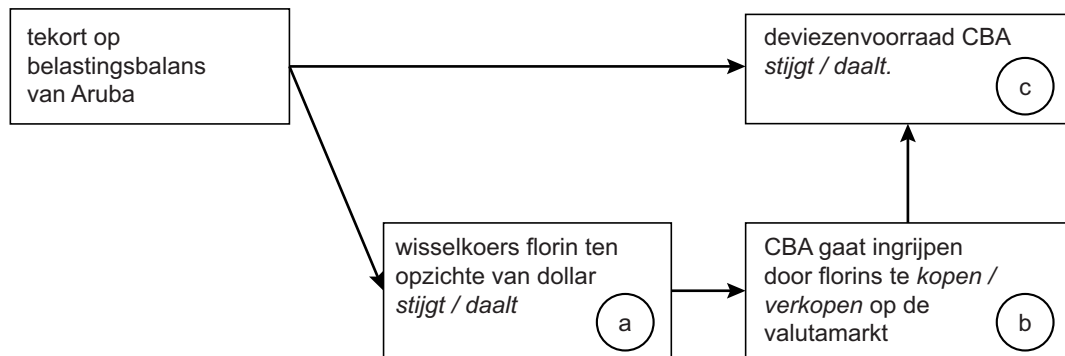 tekort op
belastingsbalans
van Aruba
deviezenvoorraad CBA
stijgt / daalt.
c
wisselkoers florin ten
opzichte van dollar
stijgt / daalt
a
CBA gaat ingrijpen
door florins te kopen /
verkopen op de
valutamarkt
b